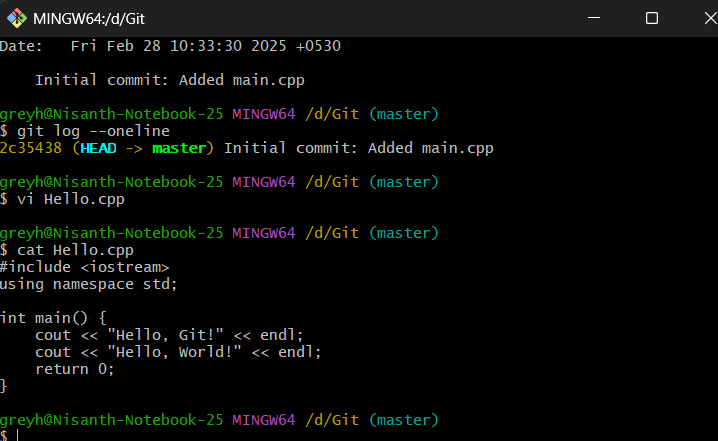 MINGW64:/d/Git
Date:   Fri Feb 28 10:33:30 2025 +0530
    Initial commit: Added main.cpp
greyh@Nisanth-Notebook-25 MINGW64 /d/Git (master)
$ git log --oneline
2c35438 (HEAD -> master) Initial commit: Added main.cpp
greyh@Nisanth-Notebook-25 MINGW64 /d/Git (master)
$ vi Hello.cpp
greyh@Nisanth-Notebook-25 MINGW64 /d/Git (master)
$ cat Hello.cpp
#include <iostream>
using namespace std;
int main() {
    cout << "Hello, Git!" << endl;
    cout << "Hello, World!" << endl;
    return 0;
}
greyh@Nisanth-Notebook-25 MINGW64 /d/Git (master)
$